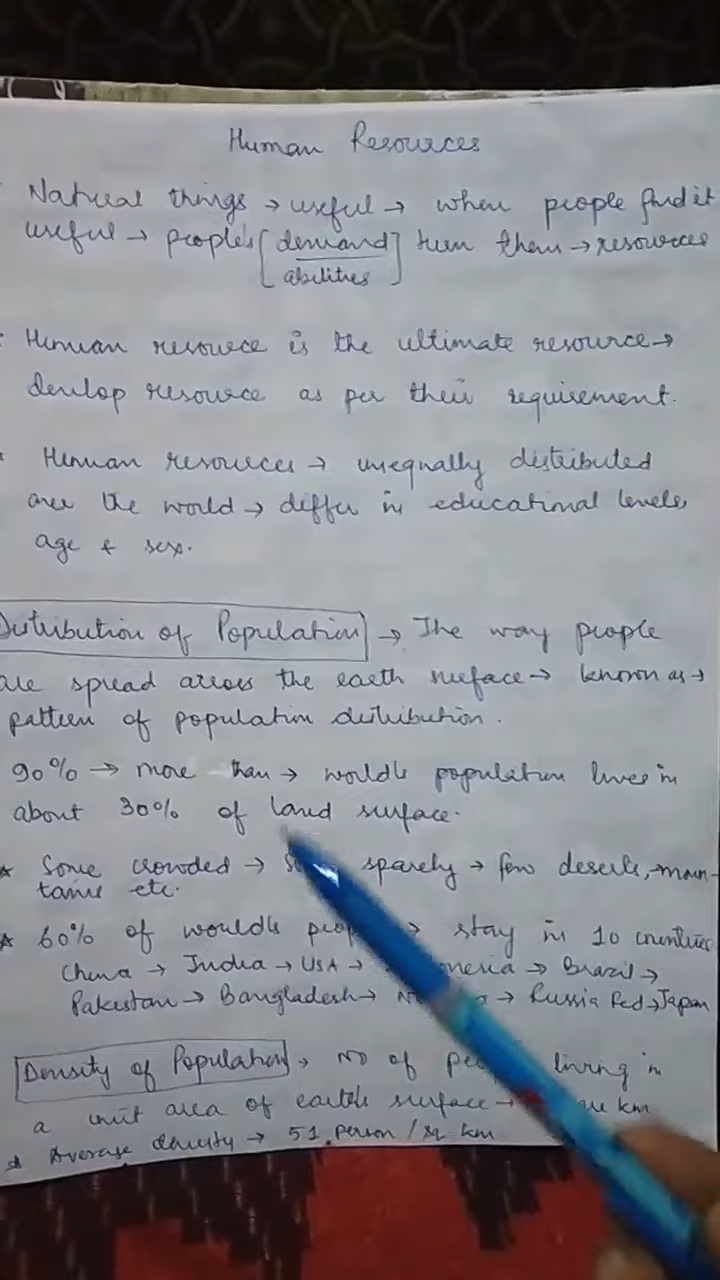 Human Resources
Natural things → useful → when people find it
useful → people's [demand/abilities] turn them → resources
Human resource is the ultimate resource →
devlop resource as per their requirement.
Human resources → unequally distributed
over the world → differ in educational levels,
age & sex.
Distribution of Population → The way people
are spread across the earth surface → known as →
pattern of population distribution.
90% → more than → world's population lives in
about 30% of land surface.
* Some crowded → sparely → few deserts, → moun-
tains etc.
* 60% of world's → stay in 10 countries
China → India → USA → → Brazil →
Pakistan → Bangladesh → → Russia Fed → Japan
Density of Population → No of living in
a unit area of earth surface → km
* Average density → 51 person / sq km